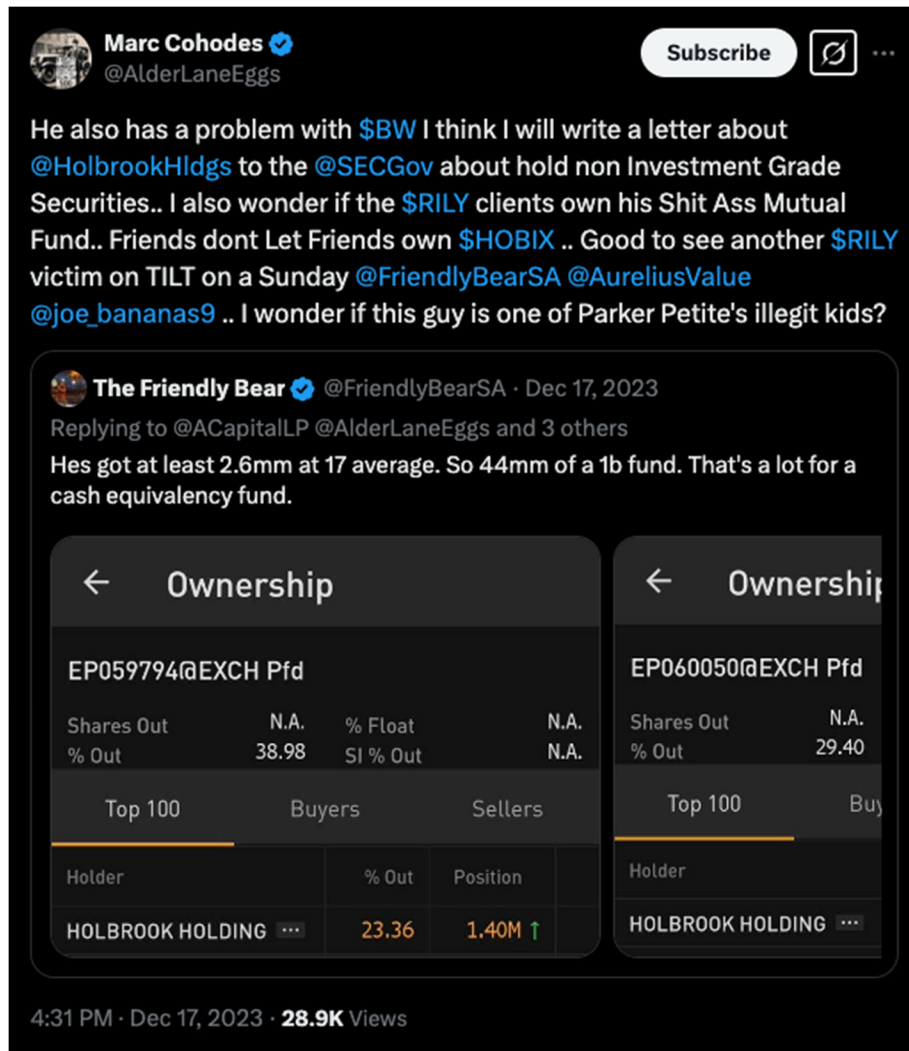 Marc Cohodes
@AlderLaneEggs
Subscribe
He also has a problem with $BW I think I will write a letter about
@HolbrookHldgs to the @SECGov about hold non Investment Grade
Securities.. I also wonder if the $RILY clients own his Shit Ass Mutual
Fund.. Friends dont Let Friends own $HOBIX .. Good to see another $RILY
victim on TILT on a Sunday @FriendlyBearSA @AureliusValue
@joe_bananas9 .. I wonder if this guy is one of Parker Petite's illegit kids?
The Friendly Bear @FriendlyBearSA · Dec 17, 2023
Replying to @ACapitalLP @AlderLaneEggs and 3 others
Hes got at least 2.6mm at 17 average. So 44mm of a 1b fund. That's a lot for a
cash equivalency fund.
← Ownership
EP059794@EXCH Pfd
Shares Out N.A. % Float N.A.
% Out 38.98 SI % Out N.A.
Top 100 Buyers Sellers
Holder % Out Position
HOLBROOK HOLDING ··· 23.36 1.40M ↑
← Ownership
EP060050@EXCH Pfd
Shares Out N.A.
% Out 29.40
Top 100 Buy
Holder
HOLBROOK HOLDING ···
4:31 PM · Dec 17, 2023 · 28.9K Views